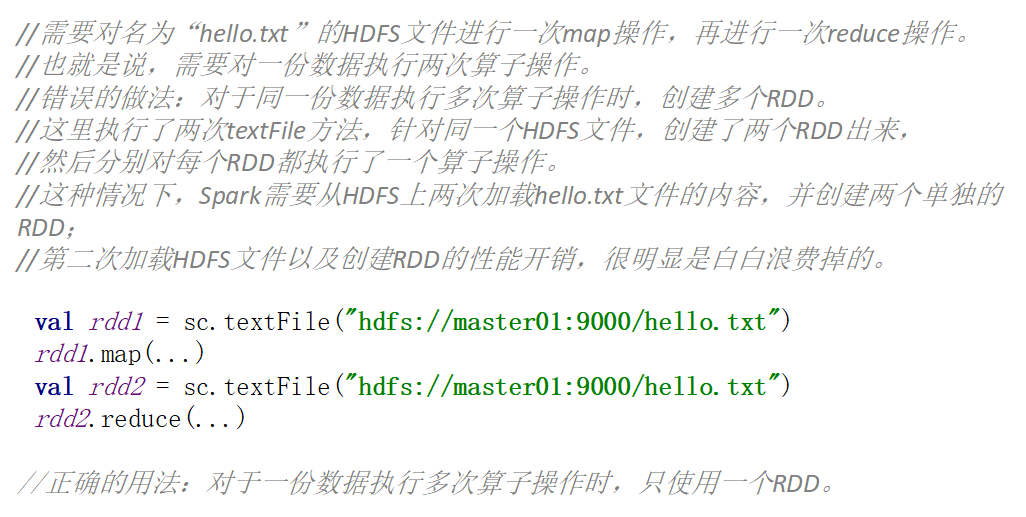 //需要对名为“hello.txt”的HDFS文件进行一次map操作，再进行一次reduce操作。
//也就是说，需要对一份数据执行两次算子操作。
//错误的做法：对于同一份数据执行多次算子操作时，创建多个RDD。
//这里执行了两次textFile方法，针对同一个HDFS文件，创建了两个RDD出来，
//然后分别对每个RDD都执行了一个算子操作。
//这种情况下，Spark需要从HDFS上两次加载hello.txt文件的内容，并创建两个单独的
RDD；
//第二次加载HDFS文件以及创建RDD的性能开销，很明显是白白浪费掉的。
val rdd1 = sc.textFile("hdfs://master01:9000/hello.txt")
rdd1.map(...)
val rdd2 = sc.textFile("hdfs://master01:9000/hello.txt")
rdd2.reduce(...)
//正确的用法：对于一份数据执行多次算子操作时，只使用一个RDD。